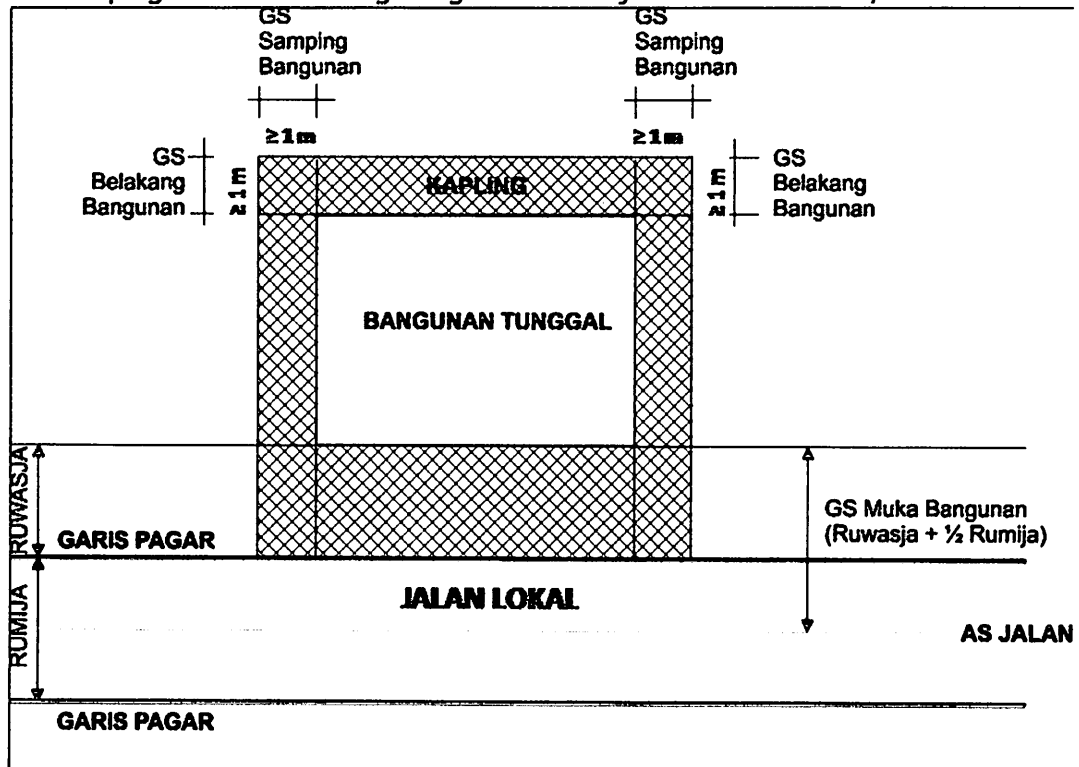 GS
Samping
Bangunan
GS
Samping
Bangunan
≥1m
≥1m
GS
Belakang
Bangunan
≥1m
KAPLING
≥1m
GS
Belakang
Bangunan
BANGUNAN TUNGGAL
RUWASJA
GARIS PAGAR
GS Muka Bangunan
(Ruwasja + ½ Rumija)
RUMIJA
JALAN LOKAL
AS JALAN
GARIS PAGAR